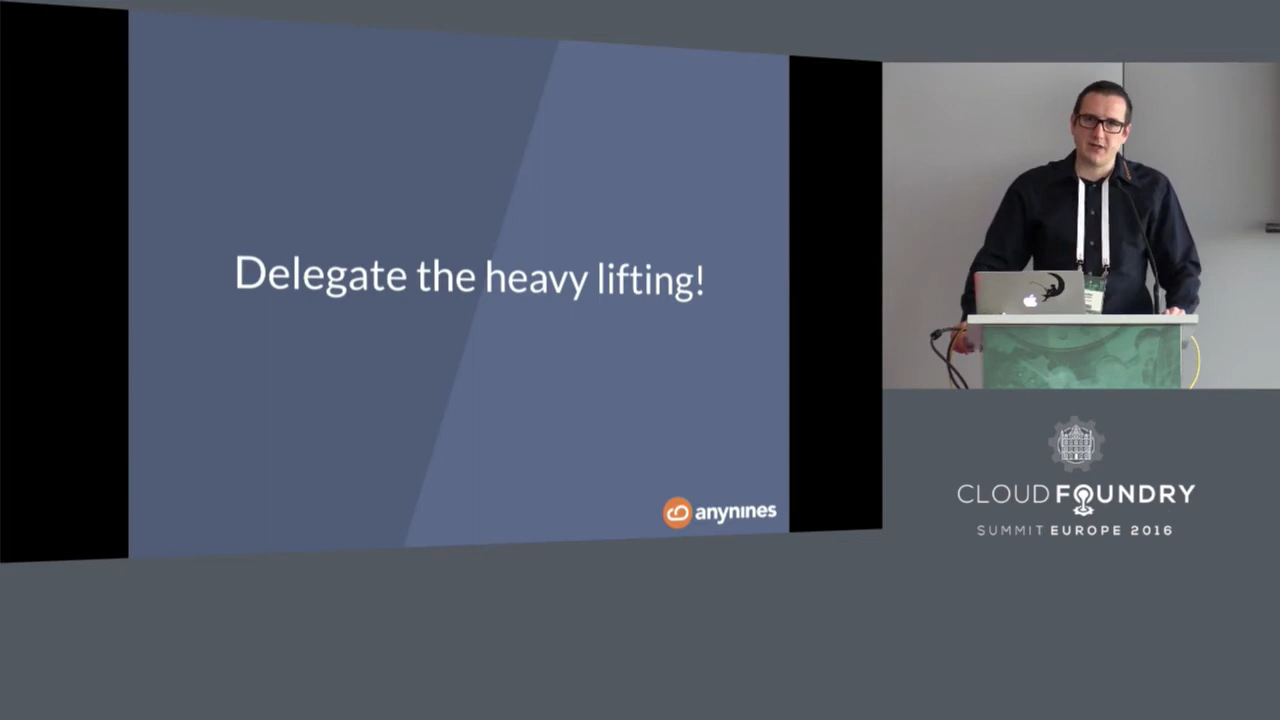 Delegate the heavy lifting!
anynines
CLOUD FOUNDRY
SUMMIT EUROPE 2016